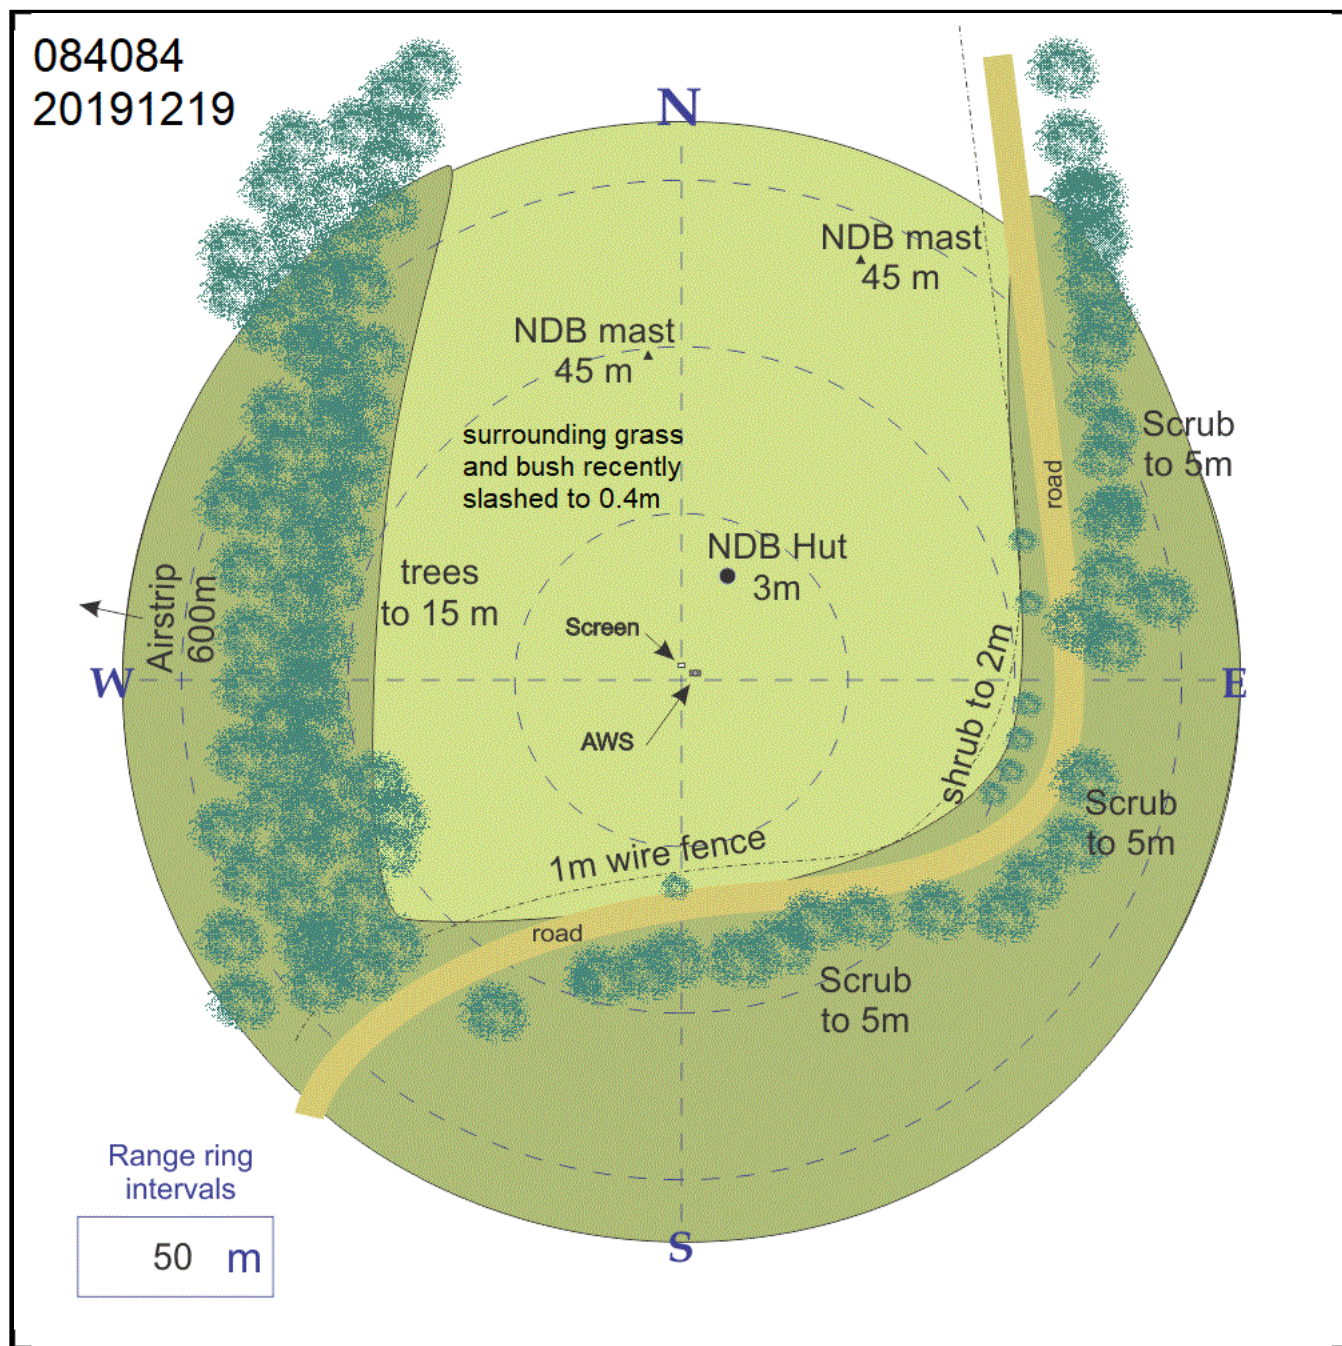 084084
20191219
N
NDB mast
45 m
NDB mast
45 m
surrounding grass
and bush recently
slashed to 0.4m
Scrub
to 5m
road
NDB Hut
3m
trees
to 15 m
Airstrip
600m
Screen
W
E
AWS
shrub to 2m
1m wire fence
Scrub
to 5m
road
Scrub
to 5m
S
Range ring
intervals
50 m